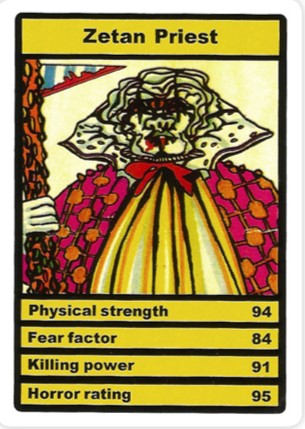 Zetan Priest
Physical strength 94
Fear factor 84
Killing power 91
Horror rating 95